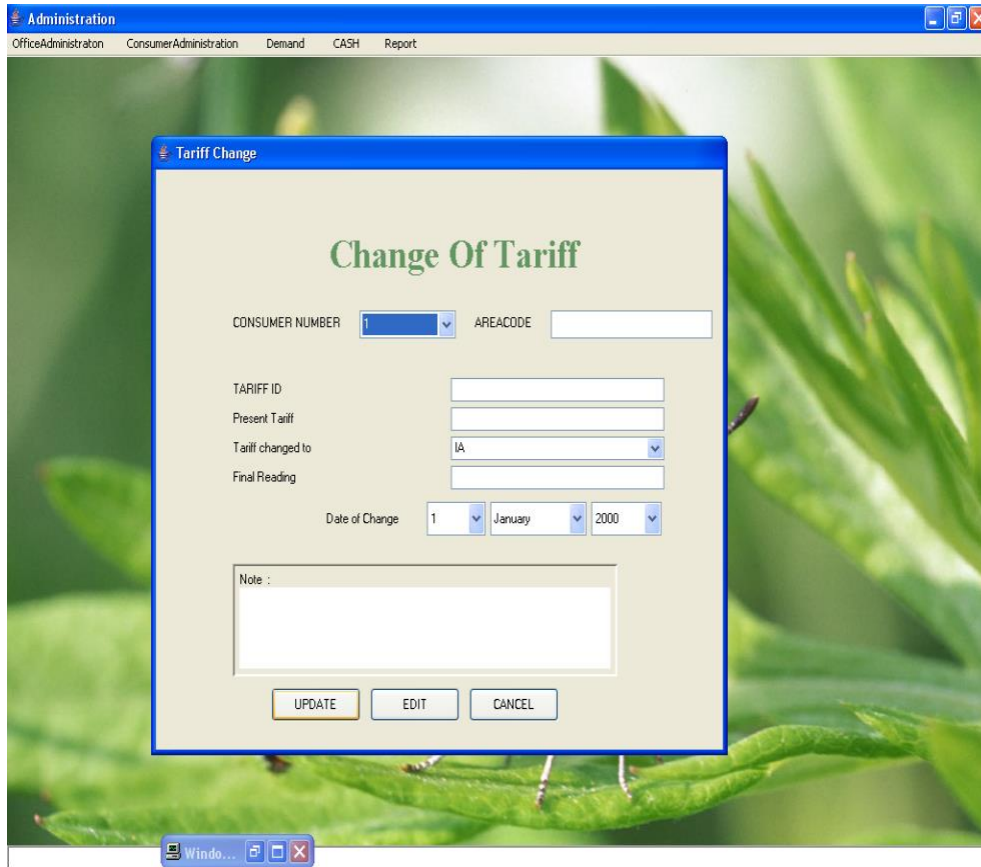 Administration
OfficeAdministraton ConsumerAdministration Demand CASH Report
Tariff Change
Change Of Tariff
CONSUMER NUMBER 1 AREACODE
TARIFF ID
Present Tariff
Tariff changed to IA
Final Reading
Date of Change 1 January 2000
Note :
UPDATE EDIT CANCEL
Windo...